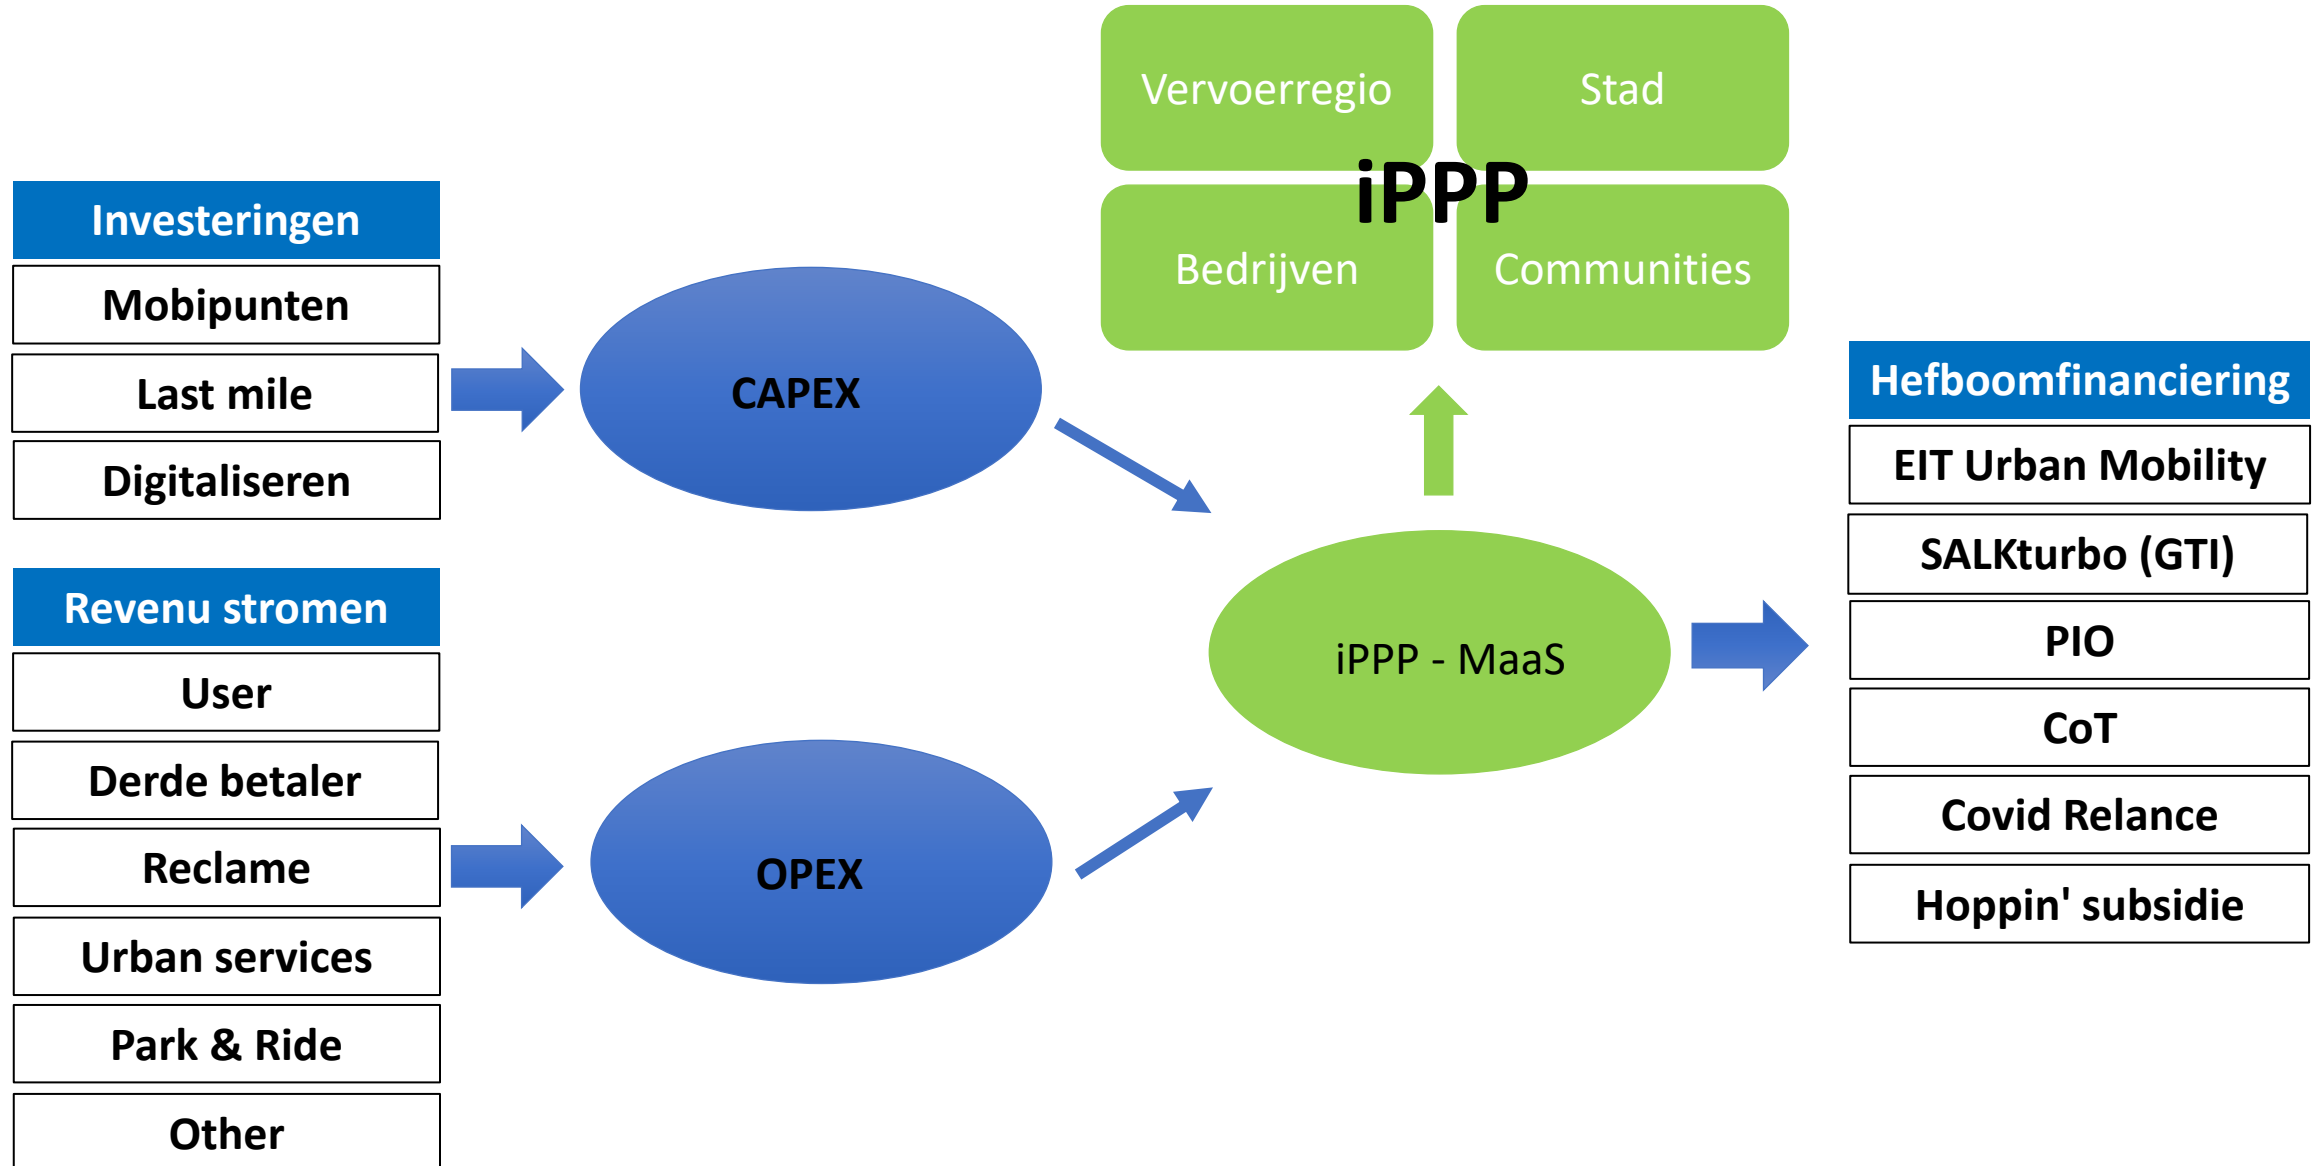 Vervoerregio
Stad
iPPP
Bedrijven
Communities
Investeringen
Mobipunten
Last mile
Digitaliseren
CAPEX
Revenu stromen
User
Derde betaler
Reclame
Urban services
Park & Ride
Other
OPEX
iPPP - MaaS
Hefboomfinanciering
EIT Urban Mobility
SALKturbo (GTI)
PIO
CoT
Covid Relance
Hoppin' subsidie